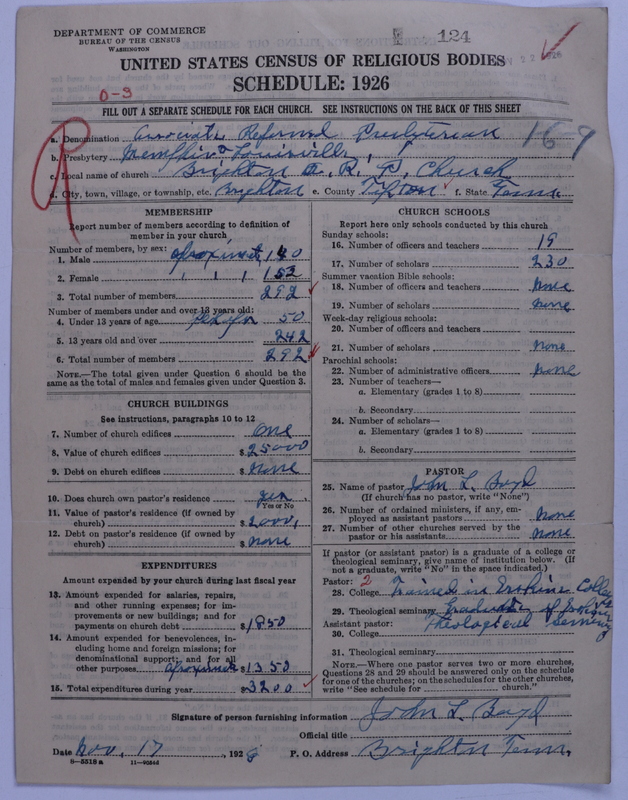 DEPARTMENT OF COMMERCE
BUREAU OF THE CENSUS
WASHINGTON
124
UNITED STATES CENSUS OF RELIGIOUS BODIES
SCHEDULE: 1926
0-3
FILL OUT A SEPARATE SCHEDULE FOR EACH CHURCH. SEE INSTRUCTIONS ON THE BACK OF THIS SHEET
a. Denomination Associate Reformed Presbyterian 16-9
b. Presbytery Memphis & Louisville
c. Local name of church Brighton A. R. P. Church
d. City, town, village, or township, etc. Brighton e. County Tipton f. State Tenn.
MEMBERSHIP
Report number of members according to definition of
member in your church
Number of members, by sex:
1. Male 140
2. Female 152
3. Total number of members 292
Number of members under and over 13 years old:
4. Under 13 years of age 50
5. 13 years old and over 242
6. Total number of members 292
NOTE.—The total given under Question 6 should be
same as the total of males and females given under Question 3.
CHURCH BUILDINGS
See instructions, paragraphs 10 to 12
7. Number of church edifices One
8. Value of church edifices $25000
9. Debt on church edifices $None
10. Does church own pastor's residence yes
Yes or No
11. Value of pastor's residence (if owned by
church) $2000,
12. Debt on pastor's residence (if owned by
church) $None
EXPENDITURES
Amount expended by your church during last fiscal year
13. Amount expended for salaries, repairs,
and other running expenses; for im-
provements or new buildings; and for
payments on church debt $1850
14. Amount expended for benevolences, in-
cluding home and foreign missions; for
denominational support; and for all
other purposes $1350
15. Total expenditures during year $3200
CHURCH SCHOOLS
Report here only schools conducted by this church
Sunday schools:
16. Number of officers and teachers 19
17. Number of scholars 230
Summer vacation Bible schools:
18. Number of officers and teachers None
19. Number of scholars None
Week-day religious schools:
20. Number of officers and teachers
21. Number of scholars None
Parochial schools:
22. Number of administrative officers None
23. Number of teachers—
a. Elementary (grades 1 to 8)
b. Secondary
24. Number of scholars—
a. Elementary (grades 1 to 8)
b. Secondary
PASTOR
25. Name of pastor John L. Boyd
(If church has no pastor, write "None")
26. Number of ordained ministers, if any, em-
ployed as assistant pastors None
27. Number of other churches served by the
pastor or his assistants None
If pastor (or assistant pastor) is a graduate of a college or
theological seminary, give name of institution below. (If
not a graduate, write "No" in the space indicated.)
Pastor: 2
28. College Trained in Erskine College
29. Theological seminary Graduate of Erskine
Assistant pastor: Theological Seminary
30. College
31. Theological seminary
NOTE.—Where one pastor serves two or more churches,
Questions 28 and 29 should be answered only on the schedule
for one of the churches; on the schedules for the other churches,
write "See schedule for church."
Signature of person furnishing information John L Boyd
Official title
Date Nov, 17, 1926 P. O. Address Brighton Tenn,
8—5518 a